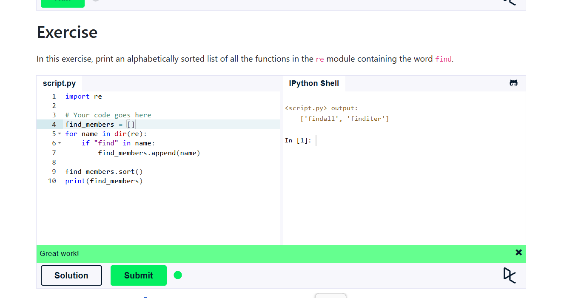 Exercise
In this exercise, print an alphabetically sorted list of all the functions in the re module containing the word find.
script.py
1 import re
2
3 # Your code goes here
4 find_members = []
5 for name in dir(re):
6 if "find" in name:
7 find_members.append(name)
8
9 find_members.sort()
10 print(find_members)
IPython Shell
<script.py> output:
['findall', 'finditer']
In [1]:
Great work!
Solution
Submit